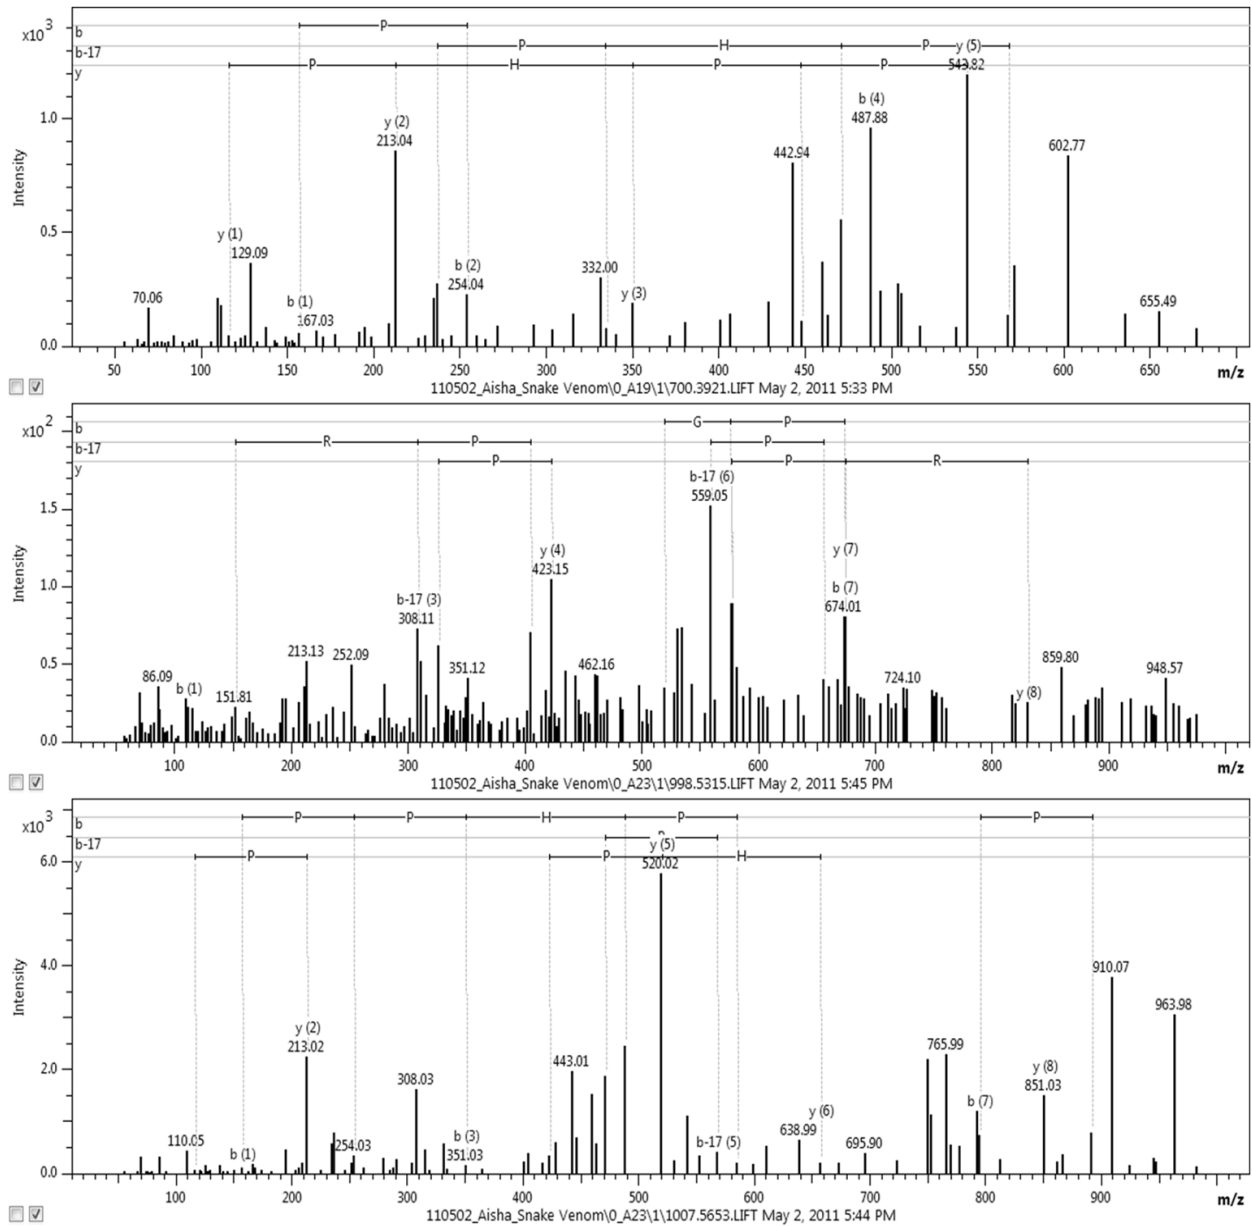 x10 3
b
b-17
y
P
P H P y (5)
P H P P 543.82
b (4)
487.88
y (2)
213.04
442.94
602.77
y (1)
129.09
b (2)
254.04
332.00
y (3)
70.06
b (1)
167.03
655.49
1.0
0.5
0.0
Intensity
50 100 150 200 250 300 350 400 450 500 550 600 650 m/z
110502_Aisha_Snake Venom\0_A19\1\700.3921.LIFT May 2, 2011 5:33 PM
x10 2
b
b-17
y
G P
R P P
P P R
b-17 (6)
559.05
y (4)
423.15
y (7)
b (7)
674.01
b-17 (3)
308.11
213.13 252.09
351.12
462.16
86.09
b (1)
151.81
724.10
y (8)
859.80
948.57
1.5
1.0
0.5
0.0
Intensity
100 200 300 400 500 600 700 800 900 m/z
110502_Aisha_Snake Venom\0_A23\1\998.5315.LIFT May 2, 2011 5:45 PM
x10 3
b
b-17
y
P P H P P
y (5)
P P H
520.02
910.07
963.98
y (2)
213.02
308.03
443.01
765.99
y (8)
851.03
b (7)
y (6)
638.99
110.05
b (1)
254.03
b (3)
351.03
b-17 (5)
695.90
6.0
4.0
2.0
0.0
Intensity
100 200 300 400 500 600 700 800 900 m/z
110502_Aisha_Snake Venom\0_A23\1\1007.5653.LIFT May 2, 2011 5:44 PM